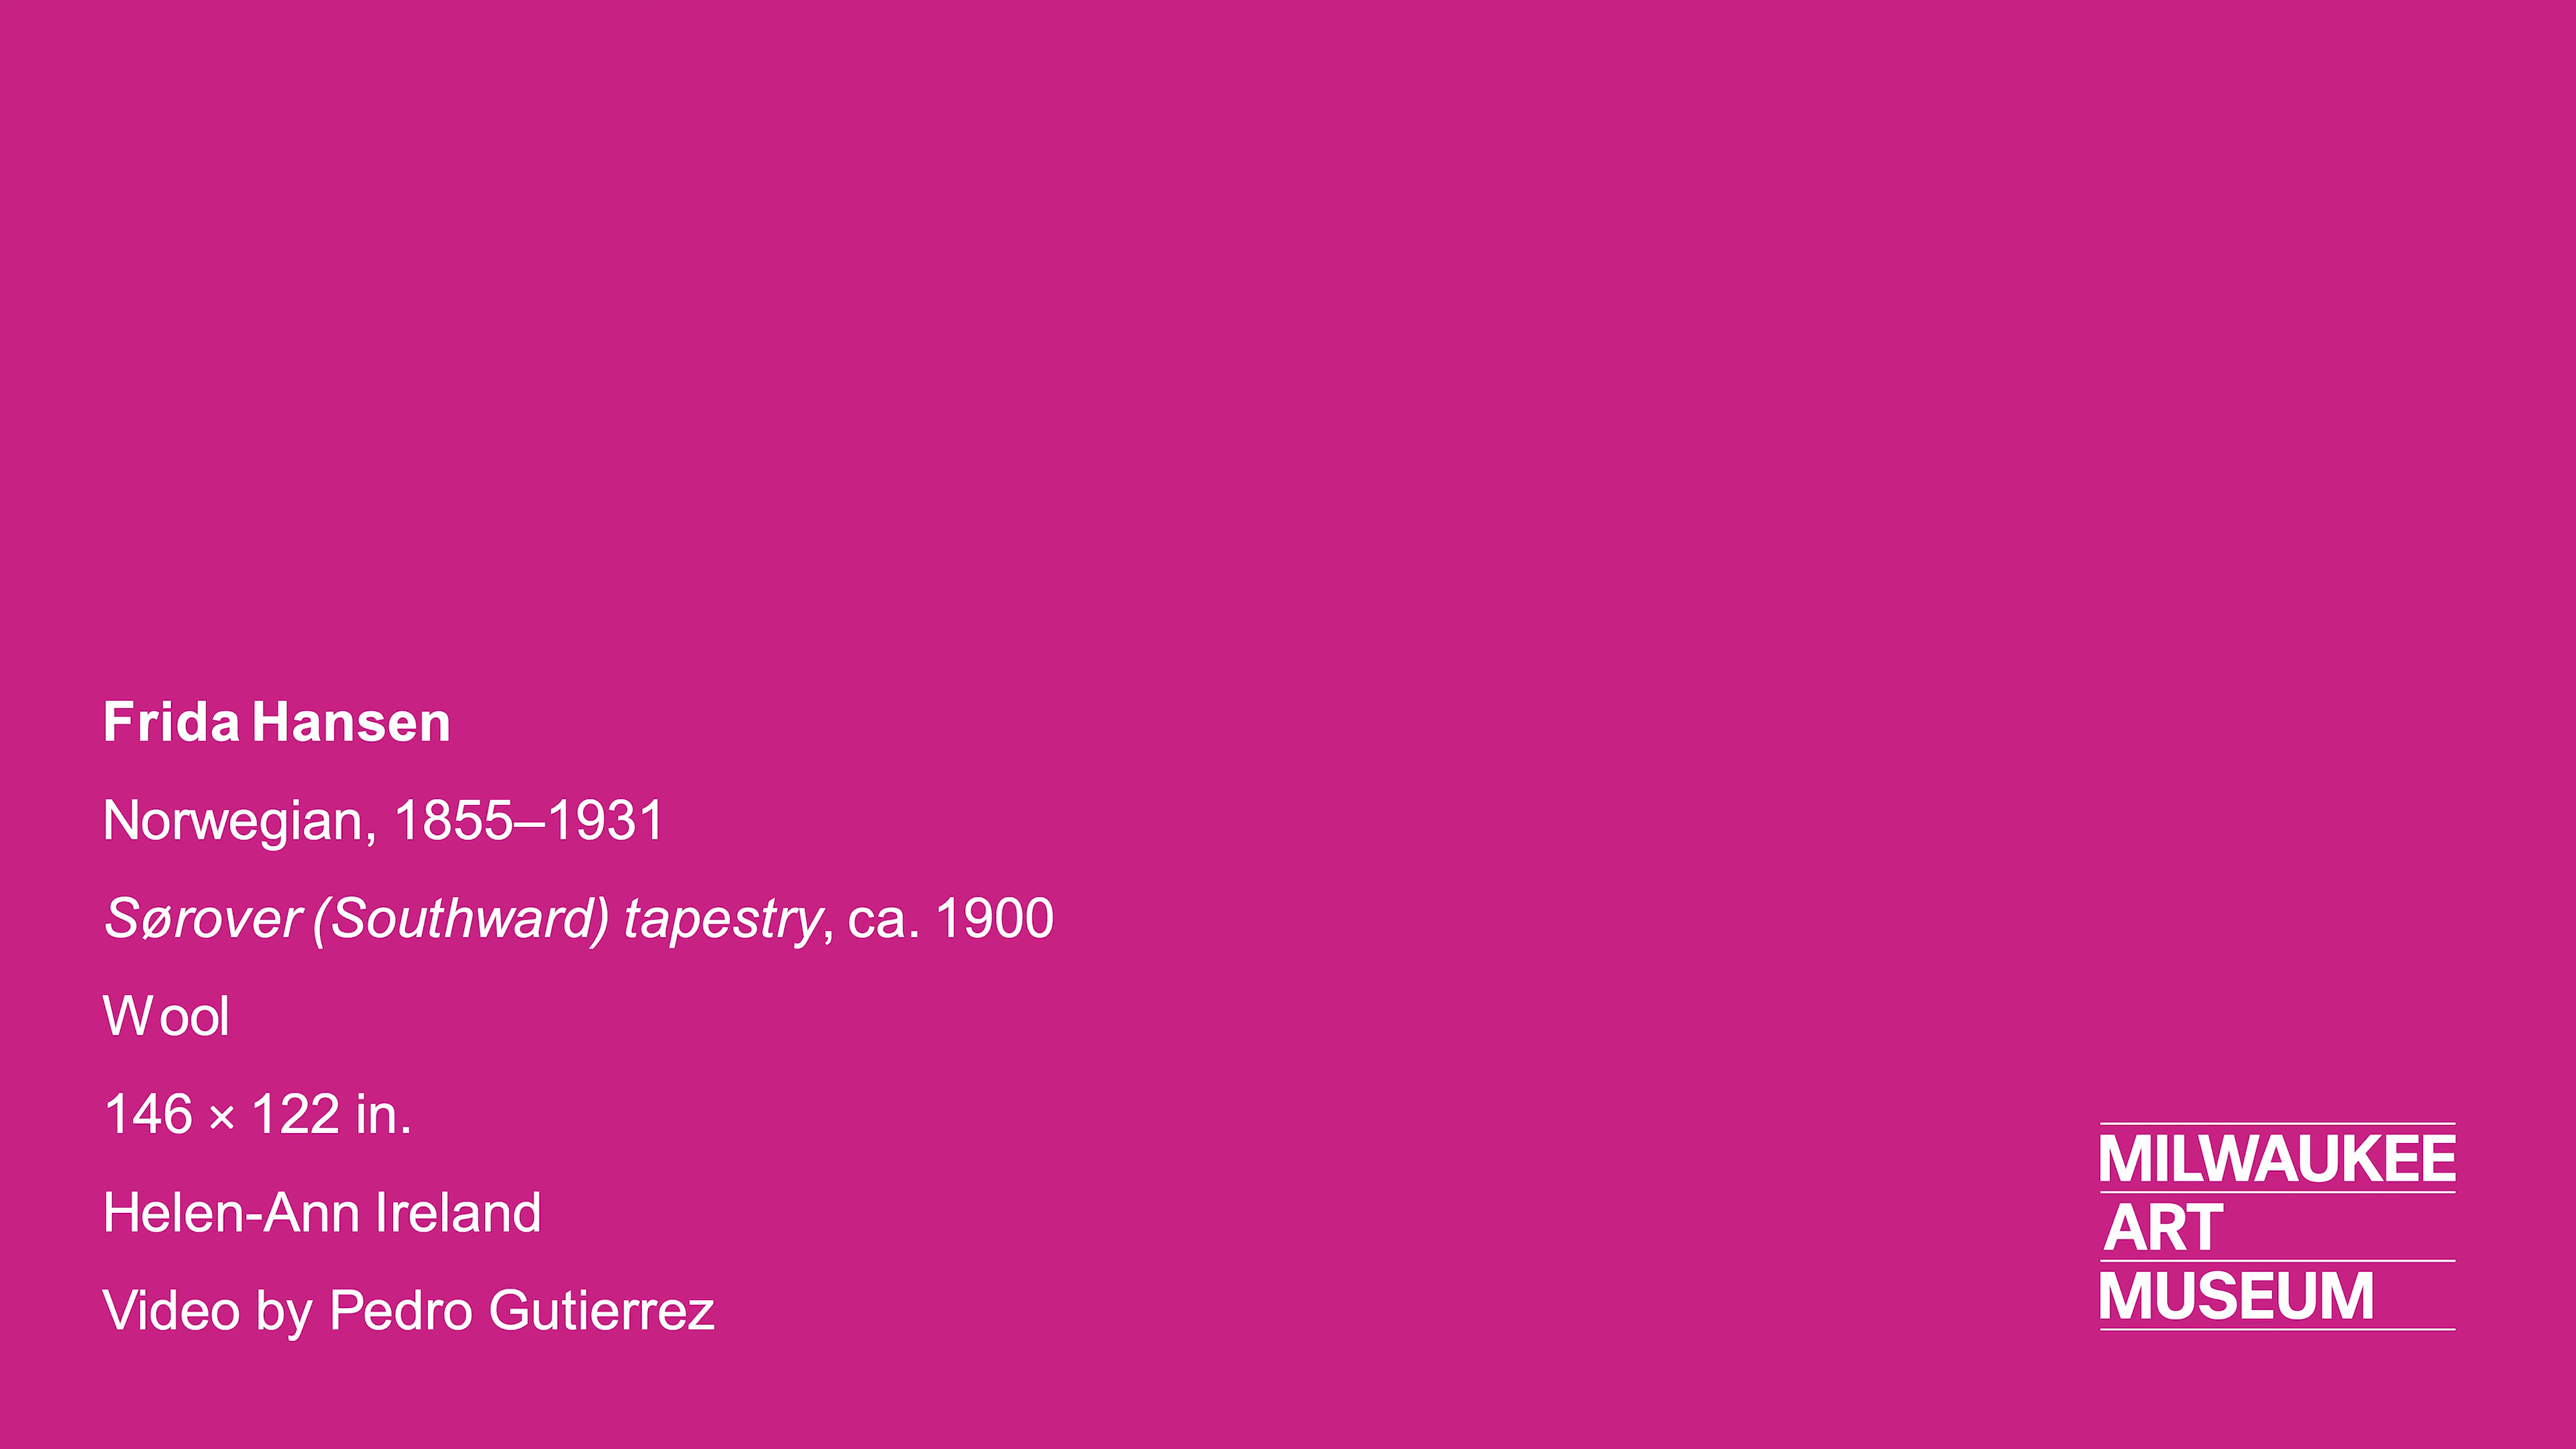 Frida Hansen
Norwegian, 1855–1931
Sørover (Southward) tapestry, ca. 1900
Wool
146 × 122 in.
Helen-Ann Ireland
Video by Pedro Gutierrez
MILWAUKEE
ART
MUSEUM